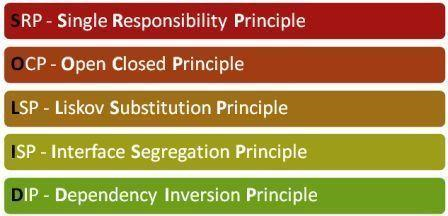 SRP - Single Responsibility Principle
OCP - Open Closed Principle
LSP - Liskov Substitution Principle
ISP - Interface Segregation Principle
DIP - Dependency Inversion Principle